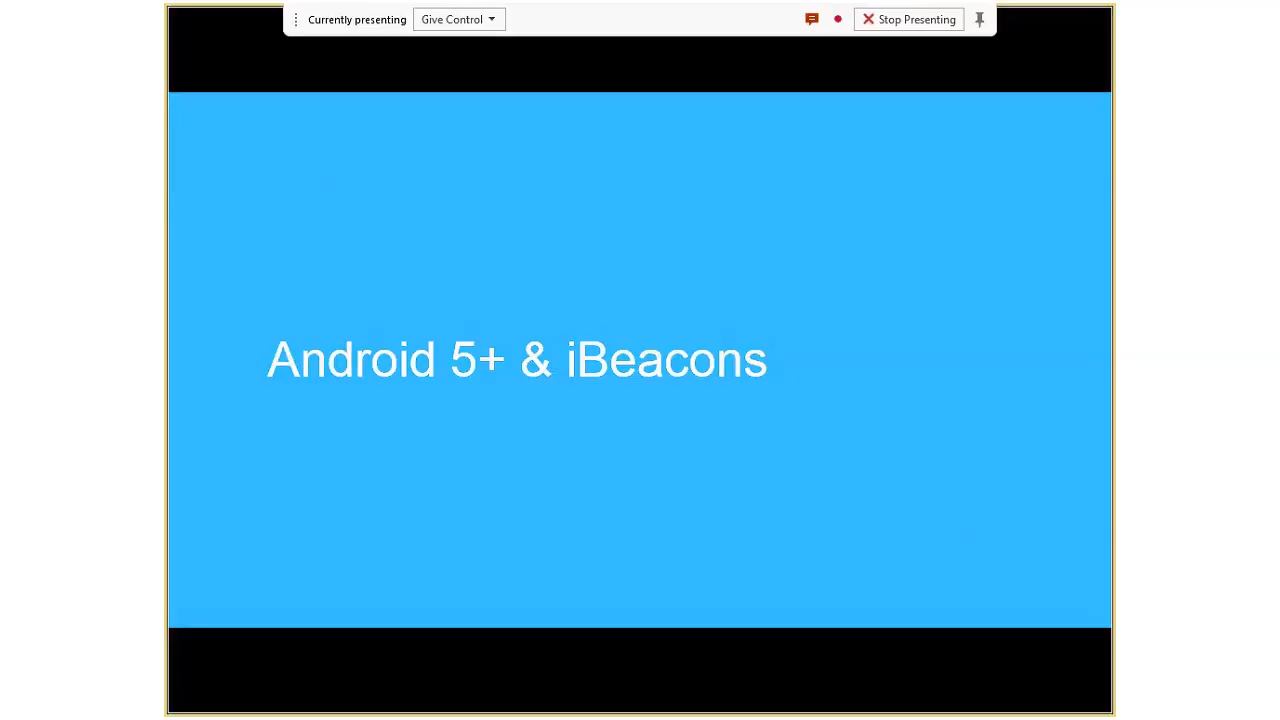 Currently presenting Give Control Stop Presenting
Android 5+ & iBeacons